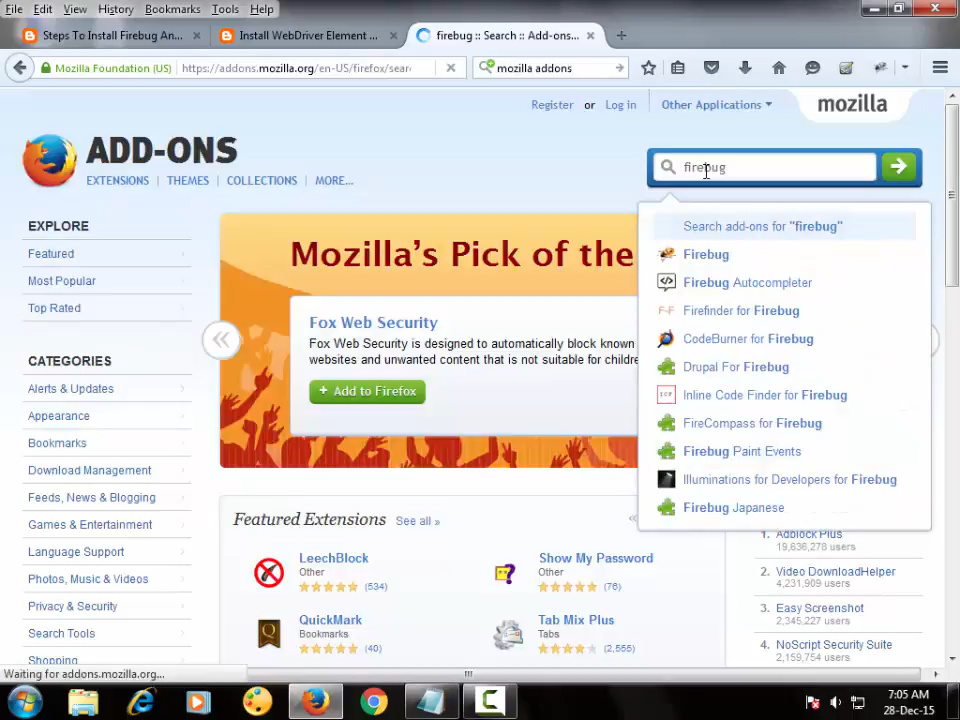 File Edit View History Bookmarks Tools Help
Steps To Install Firebug An...
Install WebDriver Element ...
firebug :: Search :: Add-ons...
Mozilla Foundation (US)
https://addons.mozilla.org/en-US/firefox/sear
mozilla addons
Register or Log in
Other Applications
mozilla
ADD-ONS
EXTENSIONS THEMES COLLECTIONS MORE...
firebug
Search add-ons for "firebug"
Firebug
Firebug Autocompleter
Firefinder for Firebug
CodeBurner for Firebug
Drupal For Firebug
Inline Code Finder for Firebug
FireCompass for Firebug
Firebug Paint Events
Illuminations for Developers for Firebug
Firebug Japanese
EXPLORE
Featured
Most Popular
Top Rated
CATEGORIES
Alerts & Updates
Appearance
Bookmarks
Download Management
Feeds, News & Blogging
Games & Entertainment
Language Support
Photos, Music & Videos
Privacy & Security
Search Tools
Shopping
Mozilla's Pick of the
Fox Web Security
Fox Web Security is designed to automatically block known
websites and unwanted content that is not suitable for childre
+ Add to Firefox
Featured Extensions See all »
LeechBlock
Other
(534)
Show My Password
Other
(76)
QuickMark
Bookmarks
(40)
Tab Mix Plus
Tabs
(2,555)
1. Adblock Plus
19,636,278 users
2. Video DownloadHelper
4,231,909 users
3. Easy Screenshot
2,345,227 users
4. NoScript Security Suite
2,159,754 users
Waiting for addons.mozilla.org...
7:05 AM
28-Dec-15